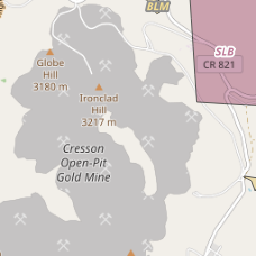 BLM
SLB
CR 821
Globe
Hill
3180 m
Ironclad
Hill
3217 m
Cresson
Open-Pit
Gold Mine